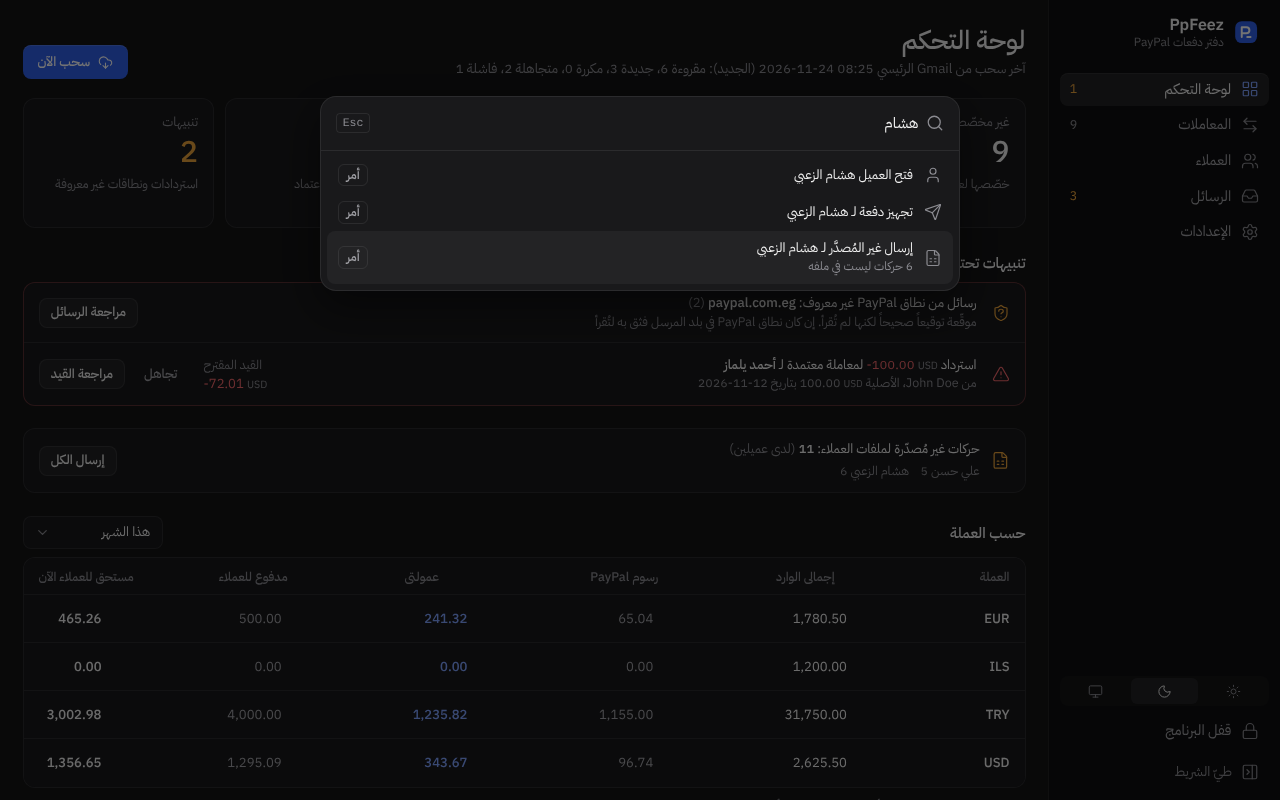 PpFeez
دفتر دفعات PayPal
لوحة التحكم 1
المعاملات 9
العملاء
الرسائل 3
الإعدادات
قفل البرنامج
طيّ الشريط
لوحة التحكم
آخر سحب من Gmail الرئيسي 08:25 24-11-2026 (الجديد): مقروءة 6، جديدة 3، مكررة 0، متجاهلة 2، فاشلة 1
سحب الآن
هشام
Esc
فتح العميل هشام الزعبي
أمر
تجهيز دفعة لـ هشام الزعبي
أمر
إرسال غير المُصدَّر لـ هشام الزعبي
6 حركات ليست في ملفه
أمر
غير مخصّصة
9
خصّصها
تنبيهات
2
استردادات ونطاقات غير معروفة
تنبيهات
رسائل من نطاق PayPal غير معروف: paypal.com.eg (2)
موقّعة توقيعاً صحيحاً لكنها لم تُقرأ. إن كان نطاق PayPal في بلد المرسل فثق به لتُقرأ
مراجعة الرسائل
استرداد -100.00 USD لمعاملة معتمدة لـ أحمد يلماز
من John Doe، الأصلية 100.00 USD بتاريخ 12-11-2026
القيد المقترح
-72.01 USD
تجاهل
مراجعة القيد
حركات غير مُصدّرة لملفات العملاء: 11 (لدى عميلين)
علي حسن 5 هشام الزعبي 6
إرسال الكل
حسب العملة
هذا الشهر
العملة إجمالي الوارد رسوم PayPal عمولتي مدفوع للعملاء مستحق للعملاء الآن
EUR 1,780.50 65.04 241.32 500.00 465.26
ILS 1,200.00 0.00 0.00 0.00 0.00
TRY 31,750.00 1,155.00 1,235.82 4,000.00 3,002.98
USD 2,625.50 96.74 343.67 1,295.09 1,356.65